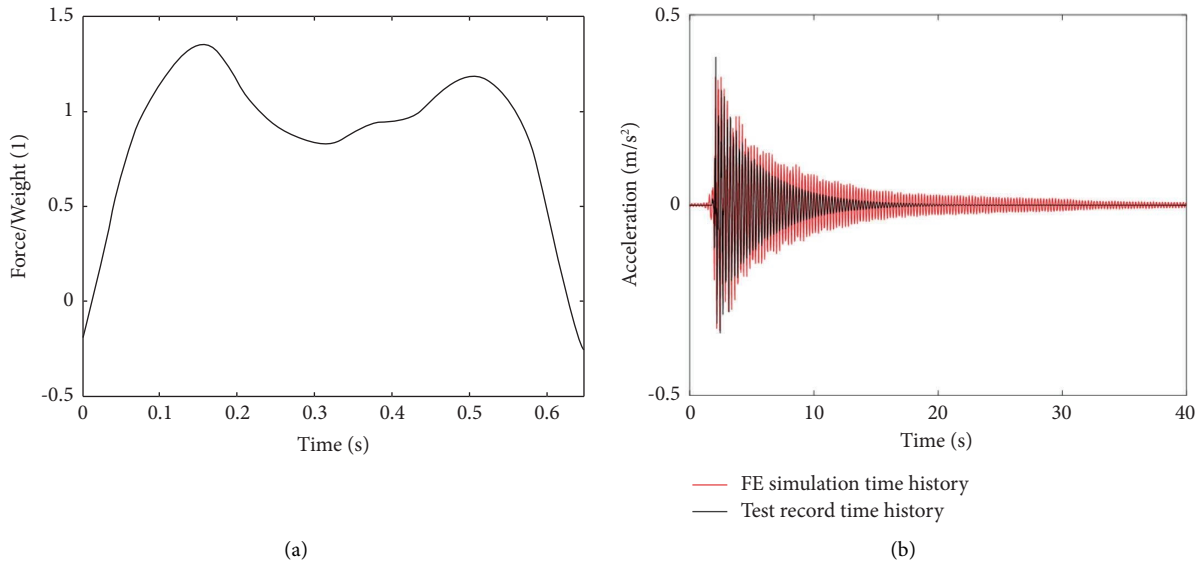 1.5
1
0.5
0
-0.5
Force/Weight (1)
0 0.1 0.2 0.3 0.4 0.5 0.6
Time (s)
(a)
0.5
0
-0.5
Acceleration (m/s²)
0 10 20 30 40
Time (s)
FE simulation time history
Test record time history
(b)